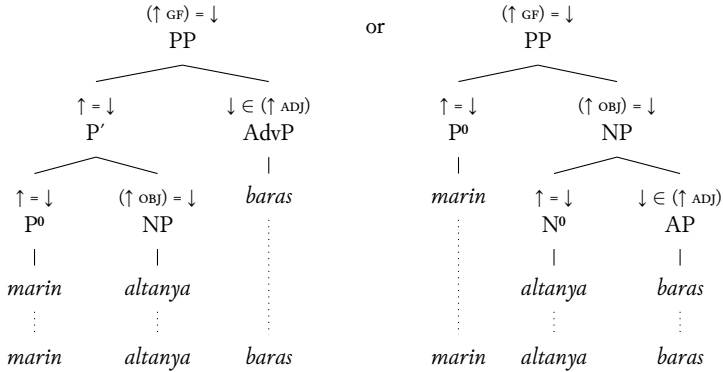 (↑ GF) = ↓ or (↑ GF) = ↓
PP PP
↑ = ↓ ↓ ∈ (↑ ADJ) ↑ = ↓ (↑ OBJ) = ↓
P′ AdvP P⁰ NP
↑ = ↓ (↑ OBJ) = ↓ baras marin ↑ = ↓ ↓ ∈ (↑ ADJ)
P⁰ NP N⁰ AP
marin altanya altanya baras
marin altanya baras marin altanya baras